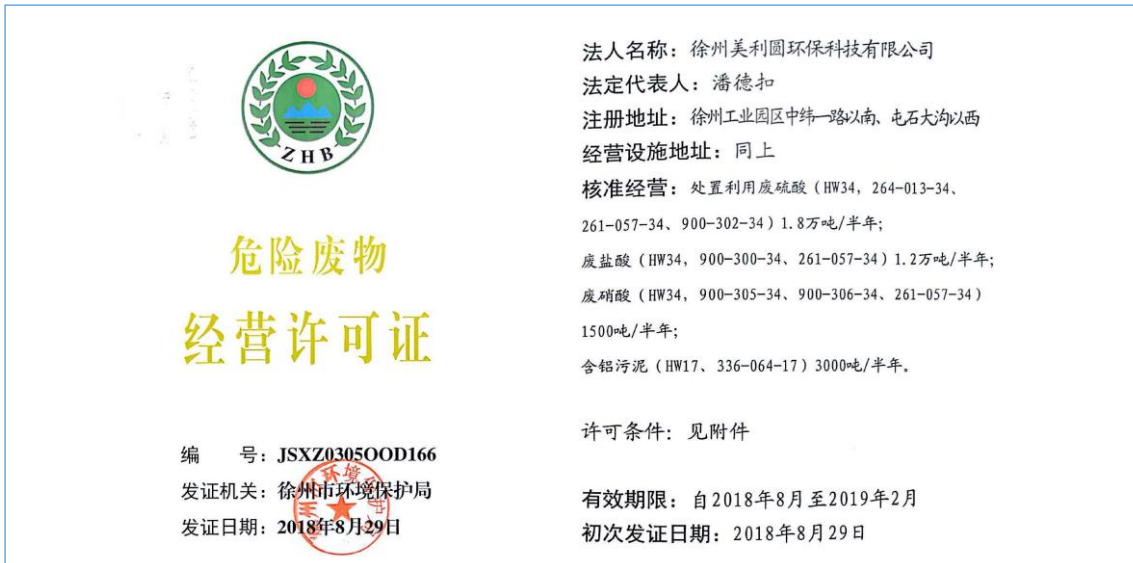 ZHB
危险废物
经营许可证
编 号：JSXZ0305OOD166
发证机关：徐州市环境保护局
发证日期：2018年8月29日
法人名称：徐州美利圆环保科技有限公司
法定代表人：潘德扣
注册地址：徐州工业园区中纬一路以南、屯石大沟以西
经营设施地址：同上
核准经营：处置利用废硫酸（HW34，264-013-34、
261-057-34、900-302-34）1.8万吨/半年；
废盐酸（HW34，900-300-34、261-057-34）1.2万吨/半年；
废硝酸（HW34，900-305-34、900-306-34、261-057-34）
1500吨/半年；
含铝污泥（HW17、336-064-17）3000吨/半年。
许可条件：见附件
有效期限：自2018年8月至2019年2月
初次发证日期：2018年8月29日